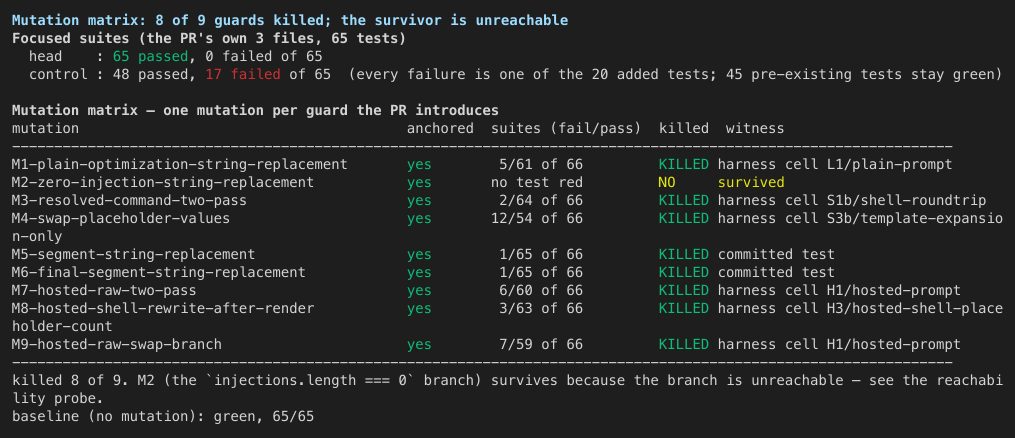 Mutation matrix: 8 of 9 guards killed; the survivor is unreachable
Focused suites (the PR's own 3 files, 65 tests)
  head    : 65 passed, 0 failed of 65
  control : 48 passed, 17 failed of 65  (every failure is one of the 20 added tests; 45 pre-existing tests stay green)

Mutation matrix — one mutation per guard the PR introduces
mutation                                       anchored  suites (fail/pass)  killed  witness
────────────────────────────────────────────────────────────────────────────────────────────────────────────────
M1-plain-optimization-string-replacement       yes        5/61 of 66         KILLED harness cell L1/plain-prompt
M2-zero-injection-string-replacement           yes       no test red         NO     survived
M3-resolved-command-two-pass                   yes        2/64 of 66         KILLED harness cell S1b/shell-roundtrip
M4-swap-placeholder-values                     yes       12/54 of 66         KILLED harness cell S3b/template-expansio
n-only
M5-segment-string-replacement                  yes        1/65 of 66         KILLED committed test
M6-final-segment-string-replacement            yes        1/65 of 66         KILLED committed test
M7-hosted-raw-two-pass                         yes        6/60 of 66         KILLED harness cell H1/hosted-prompt
M8-hosted-shell-rewrite-after-render           yes        3/63 of 66         KILLED harness cell H3/hosted-shell-place
holder-count
M9-hosted-raw-swap-branch                      yes        7/59 of 66         KILLED harness cell H1/hosted-prompt
────────────────────────────────────────────────────────────────────────────────────────────────────────────────
killed 8 of 9. M2 (the `injections.length === 0` branch) survives because the branch is unreachable — see the reachabi
lity probe.
baseline (no mutation): green, 65/65